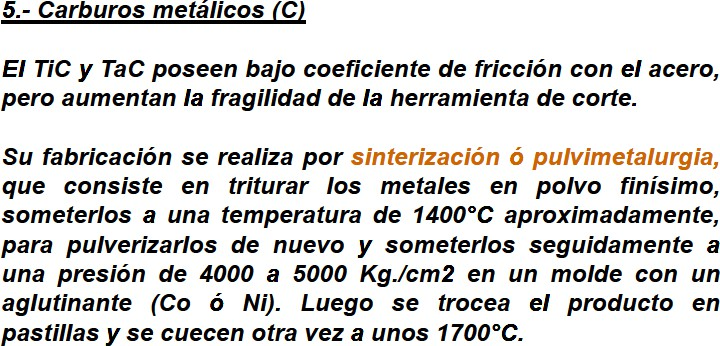 5.- Carburos metálicos (C)
El TiC y TaC poseen bajo coeficiente de fricción con el acero,
pero aumentan la fragilidad de la herramienta de corte.
Su fabricación se realiza por sinterización ó pulvimetalurgia,
que consiste en triturar los metales en polvo finísimo,
someterlos a una temperatura de 1400°C aproximadamente,
para pulverizarlos de nuevo y someterlos seguidamente a
una presión de 4000 a 5000 Kg./cm2 en un molde con un
aglutinante (Co ó Ni). Luego se trocea el producto en
pastillas y se cuecen otra vez a unos 1700°C.